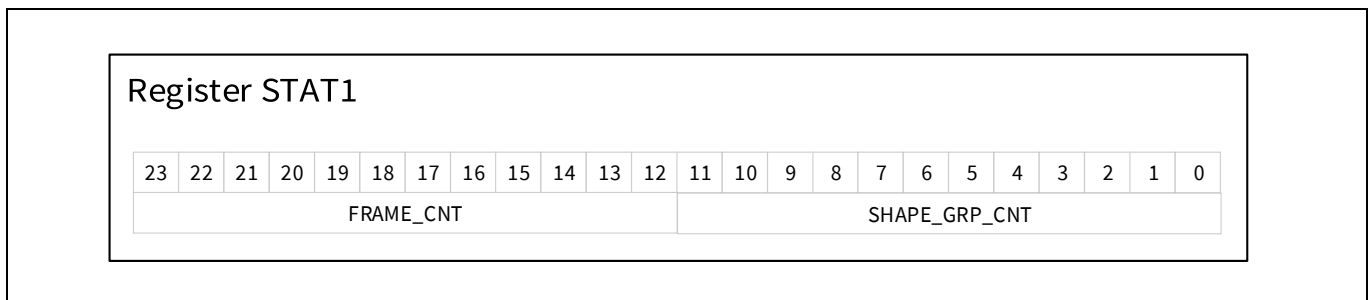 Register STAT1
23 22 21 20 19 18 17 16 15 14 13 12 11 10 9 8 7 6 5 4 3 2 1 0
FRAME_CNT SHAPE_GRP_CNT